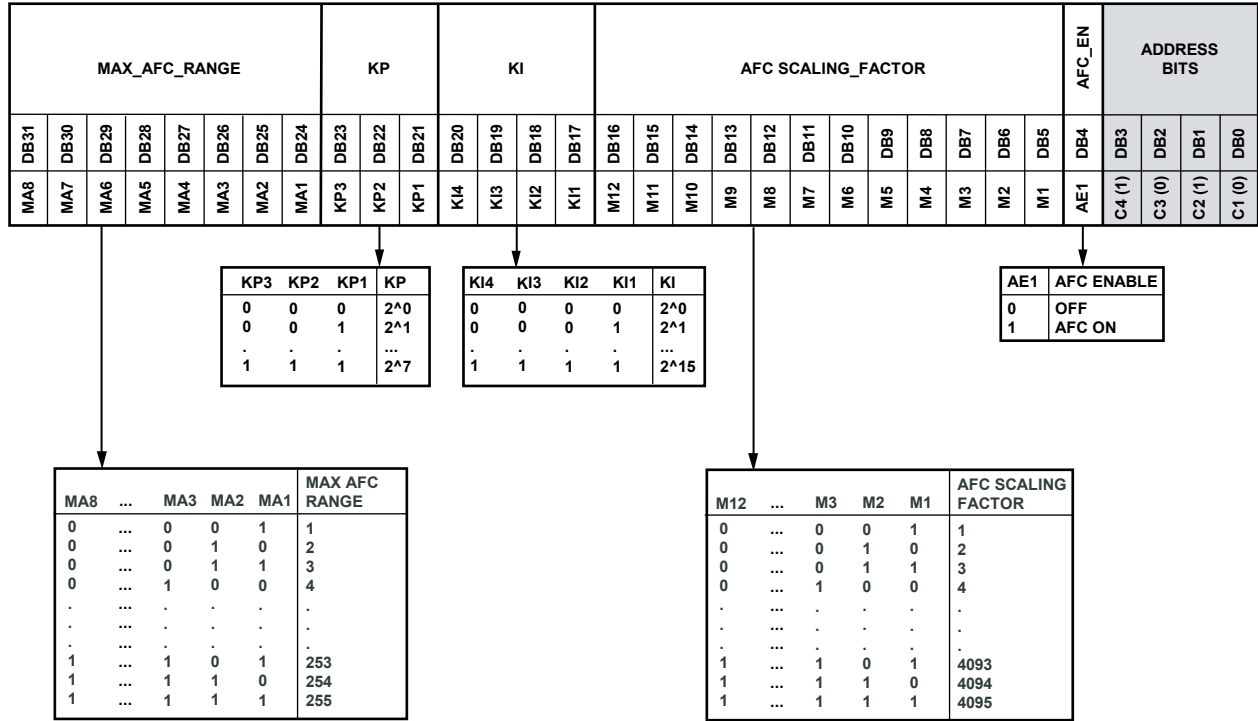 MAX_AFC_RANGE KP KI AFC SCALING_FACTOR AFC_EN ADDRESS
BITS
DB31 DB30 DB29 DB28 DB27 DB26 DB25 DB24 DB23 DB22 DB21 DB20 DB19 DB18 DB17 DB16 DB15 DB14 DB13 DB12 DB11 DB10 DB9 DB8 DB7 DB6 DB5 DB4 DB3 DB2 DB1 DB0
MA8 MA7 MA6 MA5 MA4 MA3 MA2 MA1 KP3 KP2 KP1 KI4 KI3 KI2 KI1 M12 M11 M10 M9 M8 M7 M6 M5 M4 M3 M2 M1 AE1 C4 (1) C3 (0) C2 (1) C1 (0)
KP3 KP2 KP1 KP
0 0 0 2^0
0 0 1 2^1
. . . ...
1 1 1 2^7
KI4 KI3 KI2 KI1 KI
0 0 0 0 2^0
0 0 0 1 2^1
. . . . ...
1 1 1 1 2^15
AE1 AFC ENABLE
0 OFF
1 AFC ON
MAX AFC
MA8 ... MA3 MA2 MA1 RANGE
0 ... 0 0 1 1
0 ... 0 1 0 2
0 ... 0 1 1 3
0 ... 1 0 0 4
. ... . . . .
. ... . . . .
. ... . . . .
1 ... 1 0 1 253
1 ... 1 1 0 254
1 ... 1 1 1 255
AFC SCALING
M12 ... M3 M2 M1 FACTOR
0 ... 0 0 1 1
0 ... 0 1 0 2
0 ... 0 1 1 3
0 ... 1 0 0 4
. ... . . . .
. ... . . . .
. ... . . . .
1 ... 1 0 1 4093
1 ... 1 1 0 4094
1 ... 1 1 1 4095